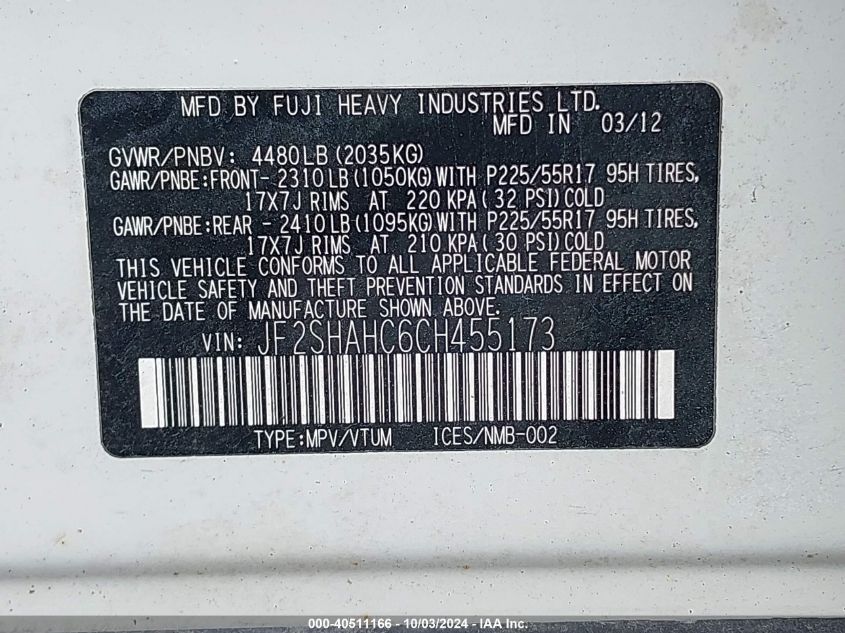 MFD BY FUJI HEAVY INDUSTRIES LTD.
MFD IN 03/12
GVWR/PNBV: 4480LB(2035KG)
GAWR/PNBE:FRONT- 2310LB(1050KG)WITH P225/55R17 95H TIRES,
17X7J RIMS AT 220 KPA(32 PSI)COLD
GAWR/PNBE:REAR - 2410LB(1095KG)WITH P225/55R17 95H TIRES,
17X7J RIMS AT 210 KPA(30 PSI)COLD
THIS VEHICLE CONFORMS TO ALL APPLICABLE FEDERAL MOTOR
VEHICLE SAFETY AND THEFT PREVENTION STANDARDS IN EFFECT ON
THE DATE OF MANUFACTURE SHOWN ABOVE.
VIN: JF2SHAHC6CH455173
TYPE:MPV/VTUM ICES/NMB-002
000-40511166 - 10/03/2024 - IAA Inc.